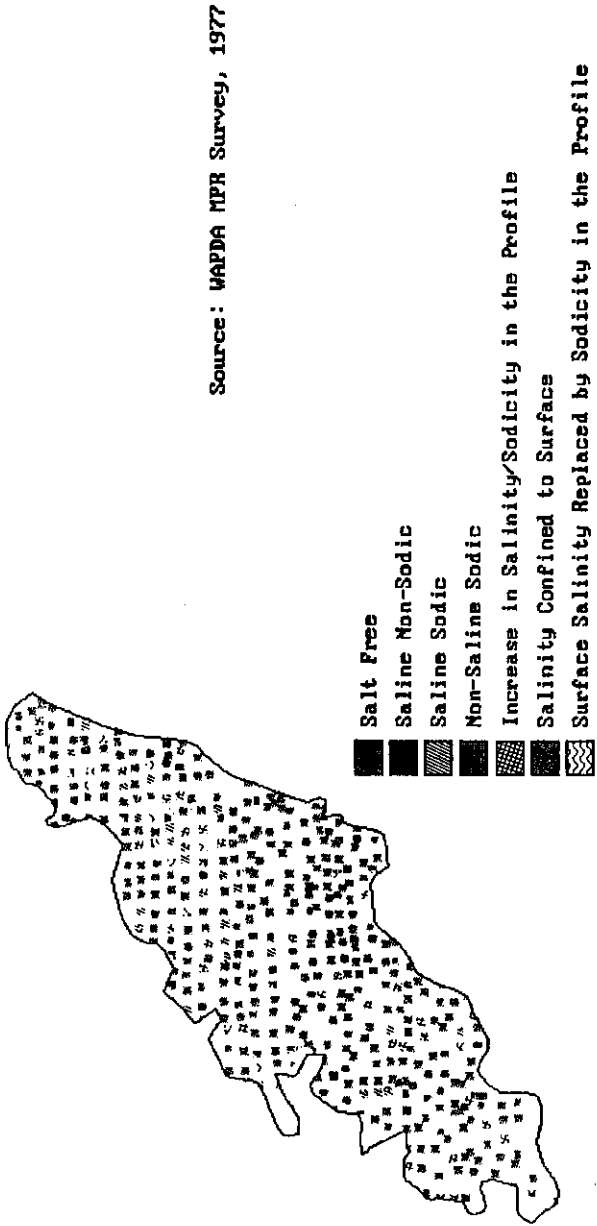 Source: WAPDA MPR Survey, 1977
Salt Free
Saline Non-Sodic
Saline Sodic
Non-Saline Sodic
Increase in Salinity/Sodicity in the Profile
Salinity Confined to Surface
Surface Salinity Replaced by Sodicity in the Profile